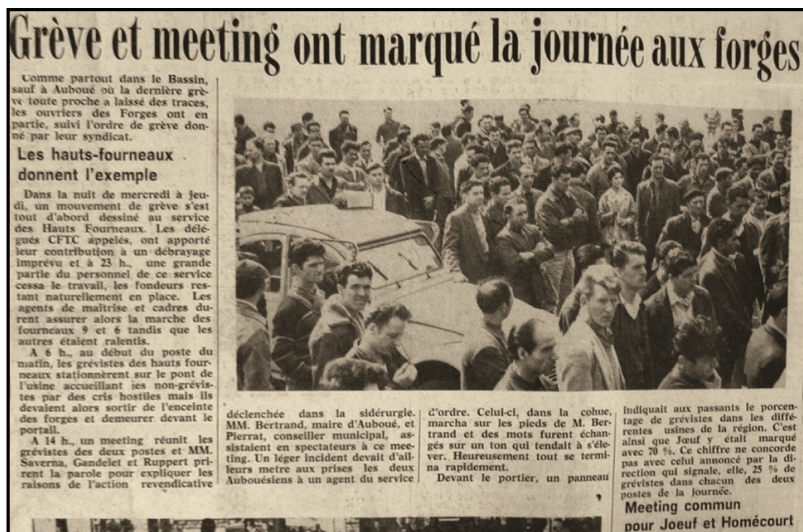 Grève et meeting ont marqué la journée aux forges
Comme partout dans le Bassin,
sauf à Auboué où la dernière grè-
ve toute proche a laissé des traces,
les ouvriers des Forges ont en
partie, suivi l'ordre de grève don-
né par leur syndicat.
Les hauts-fourneaux
donnent l'exemple
Dans la nuit de mercredi à jeu-
di, un mouvement de grève s'est
tout d'abord dessiné au service
des Hauts Fourneaux. Les délé-
gués CFTC appelés, ont apporté
leur contribution à un débrayage
imprévu et à 23 h., une grande
partie du personnel de ce service
cessa le travail, les fondeurs res-
tant naturellement en place. Les
agents de maîtrise et cadres du-
rent assurer alors la marche des
fourneaux 9 et 6 tandis que les
autres étaient ralentis.
A 6 h., au début du poste du
matin, les grévistes des hauts four-
neaux stationnèrent sur le pont de
l'usine accueillant les non-grévis-
tes par des cris hostiles mais ils
devaient alors sortir de l'enceinte
des forges et demeurer devant le
portail.
A 14 h., un meeting réunit les
grévistes des deux postes et MM.
Saverna, Gandelet et Ruppert pri-
rent la parole pour expliquer les
raisons de l'action revendicative
déclenchée dans la sidérurgie.
MM. Bertrand, maire d'Auboué, et
Pierrat, conseiller municipal, as-
sistaient en spectateurs à ce mee-
ting. Un léger incident devait d'ail-
leurs metre aux prises les deux
Aubouésiens à un agent du service
d'ordre. Celui-ci, dans la cohue,
marcha sur les pieds de M. Ber-
trand et des mots furent échan-
gés sur un ton qui tendait à s'éle-
ver. Heureusement tout se termi-
na rapidement.
Devant le portier, un panneau
indiquait aux passants le porcen-
tage de grévistes dans les diffé-
rentes usines de la région. C'est
ainsi que Jœuf y était marqué
avec 70 %. Ce chiffre ne concorde
pas avec celui annoncé par la di-
rection qui signale, elle, 25 % de
grévistes dans chacun des deux
postes de la journée.
Meeting commun
pour Joeuf et Homécourt